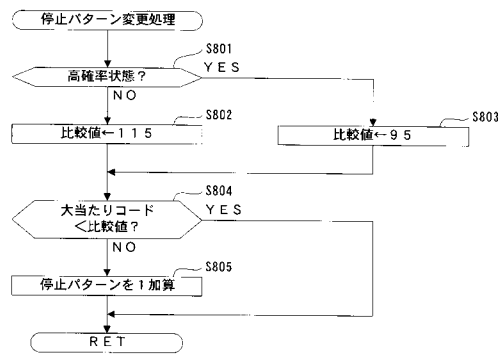 停止パターン変更処理
S801
高確率状態？
YES
NO
S802
比較値←１１５
S803
比較値←９５
S804
大当たりコード
＜比較値？
YES
NO
S805
停止パターンを１加算
RET